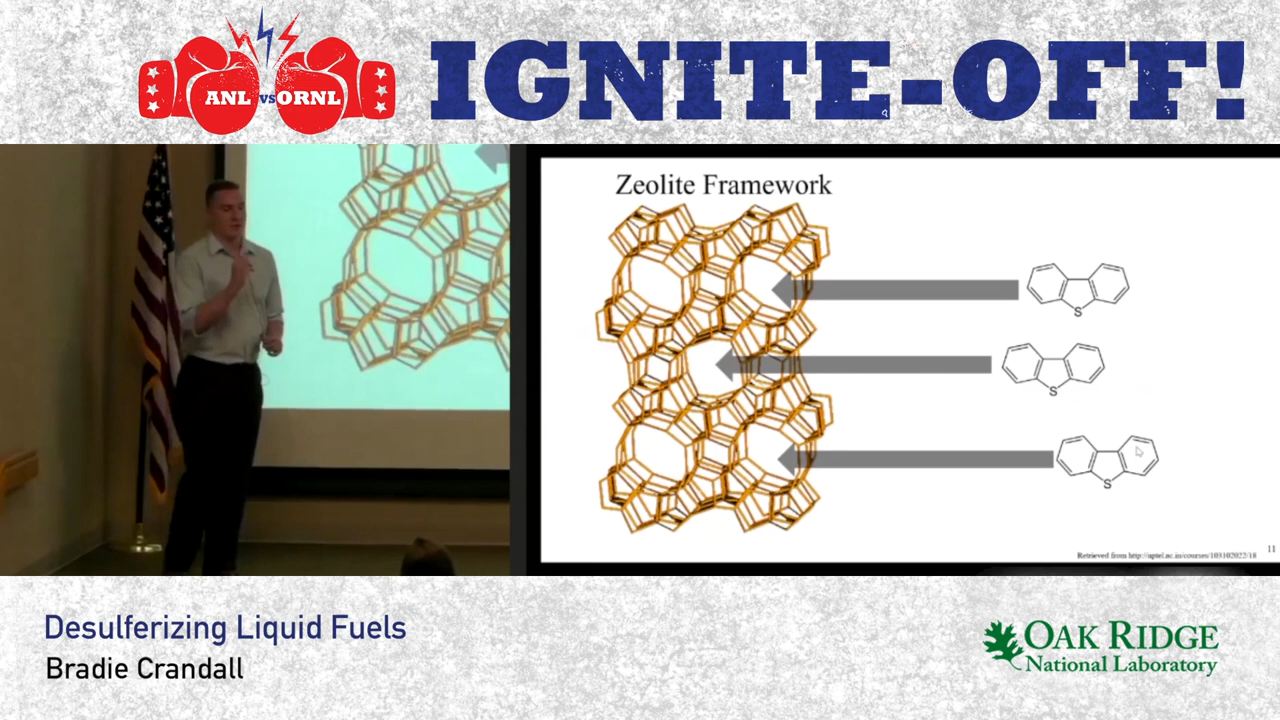 ANL vs ORNL
IGNITE-OFF!
Zeolite Framework
S
S
S
Retrieved from http://nptel.ac.in/courses/103102022/18
11
Desulferizing Liquid Fuels
Bradie Crandall
OAK RIDGE
National Laboratory